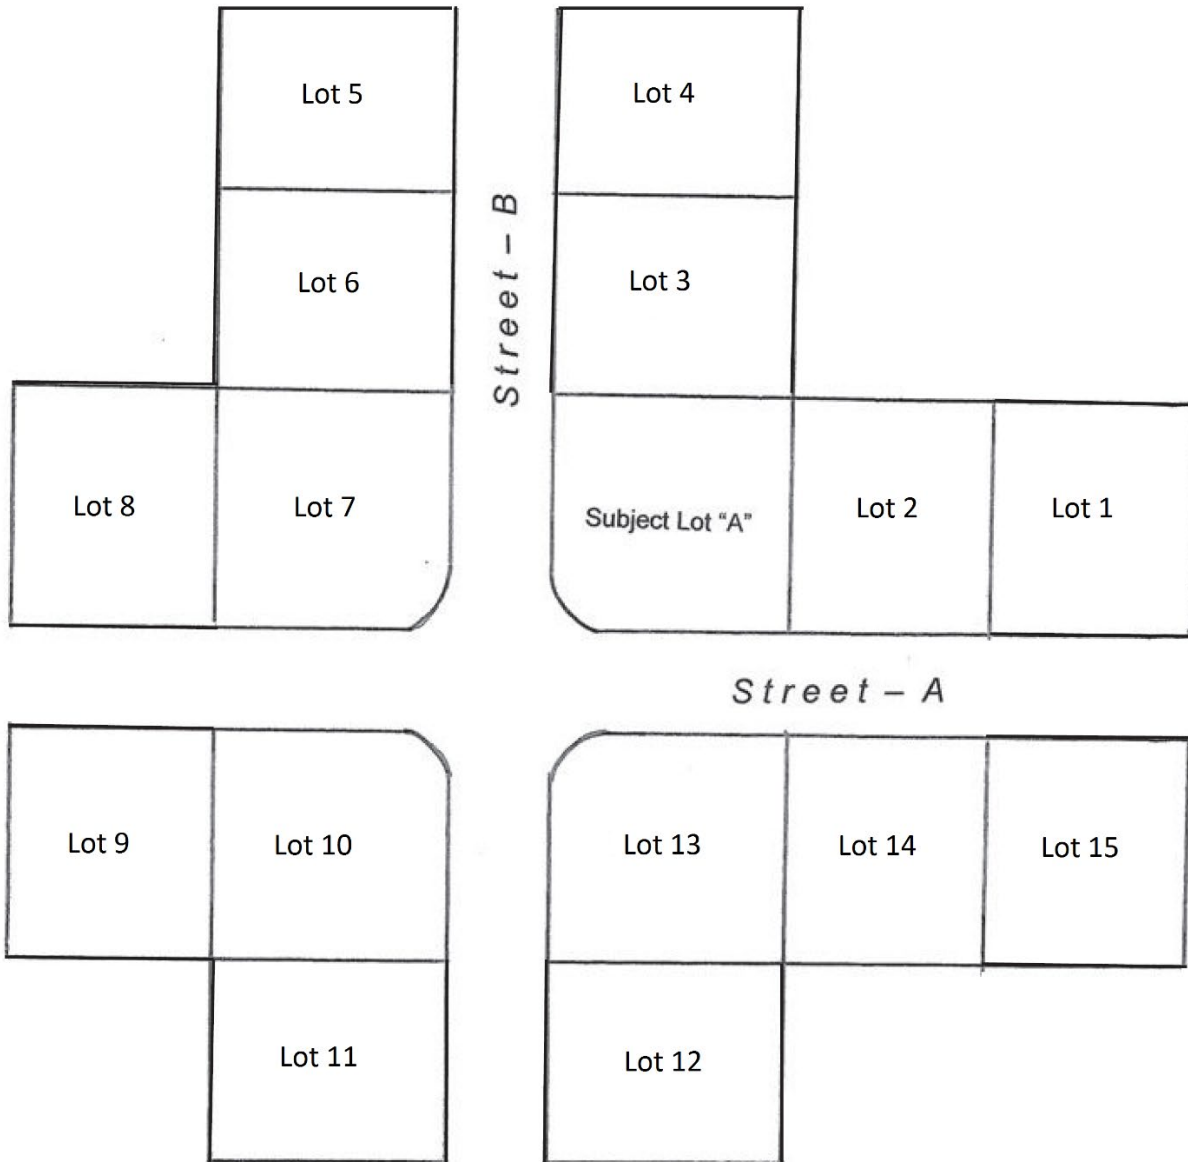 Lot 5
Lot 4
Street – B
Lot 6
Lot 3
Lot 8
Lot 7
Subject Lot “A”
Lot 2
Lot 1
Street – A
Lot 9
Lot 10
Lot 13
Lot 14
Lot 15
Lot 11
Lot 12